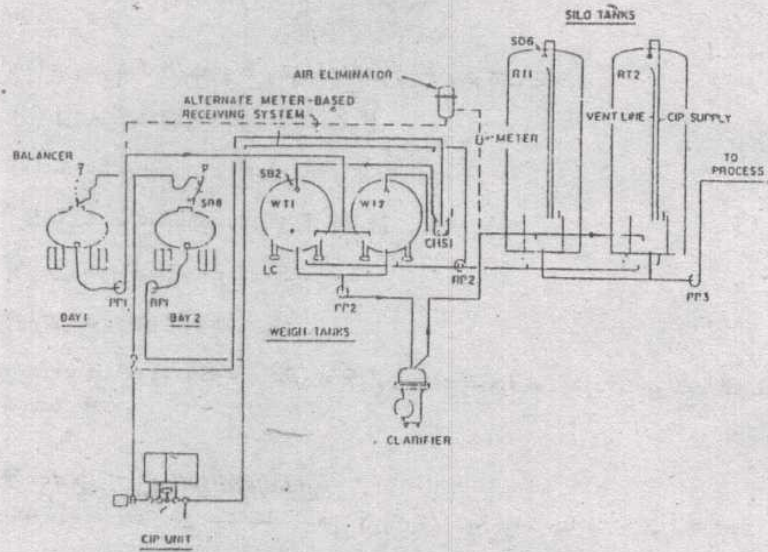 SILO TANKS
SB6
RT1
RT2
AIR ELIMINATOR
ALTERNATE METER-BASED
RECEIVING SYSTEM
METER
VENT LINE
CIP SUPPLY
TO
PROCESS
BALANCER
SB2
SB8
WT1
WT2
CHS1
LC
RP2
PP1
RP1
PP2
PP3
BAY 1
BAY 2
WEIGH TANKS
CLARIFIER
CIP UNIT